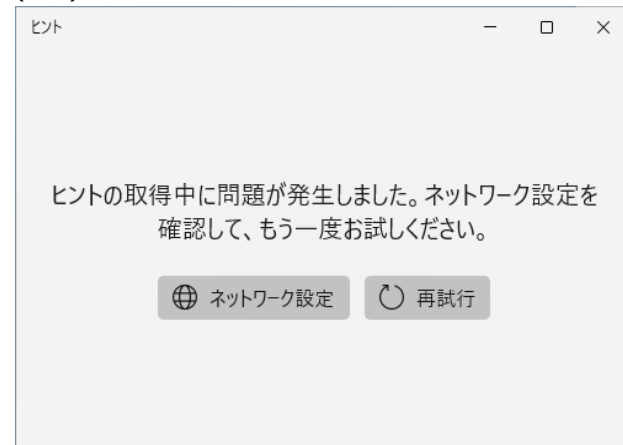 ヒント
ヒントの取得中に問題が発生しました。ネットワーク設定を
確認して、もう一度お試しください。
ネットワーク設定 再試行